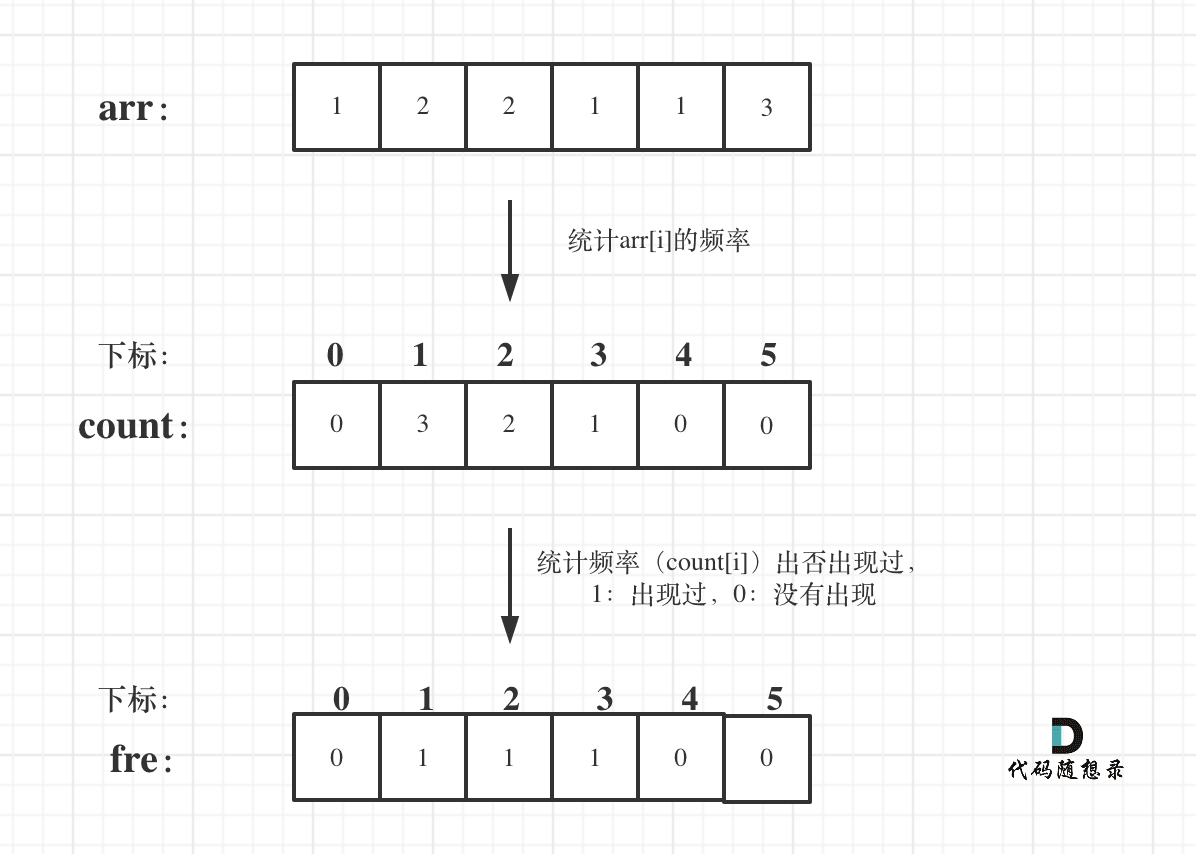 arr: 1 2 2 1 1 3
统计arr[i]的频率
下标: 0 1 2 3 4 5
count: 0 3 2 1 0 0
统计频率（count[i]）出否出现过,
1：出现过, 0：没有出现
下标: 0 1 2 3 4 5
fre: 0 1 1 1 0 0
代码随想录